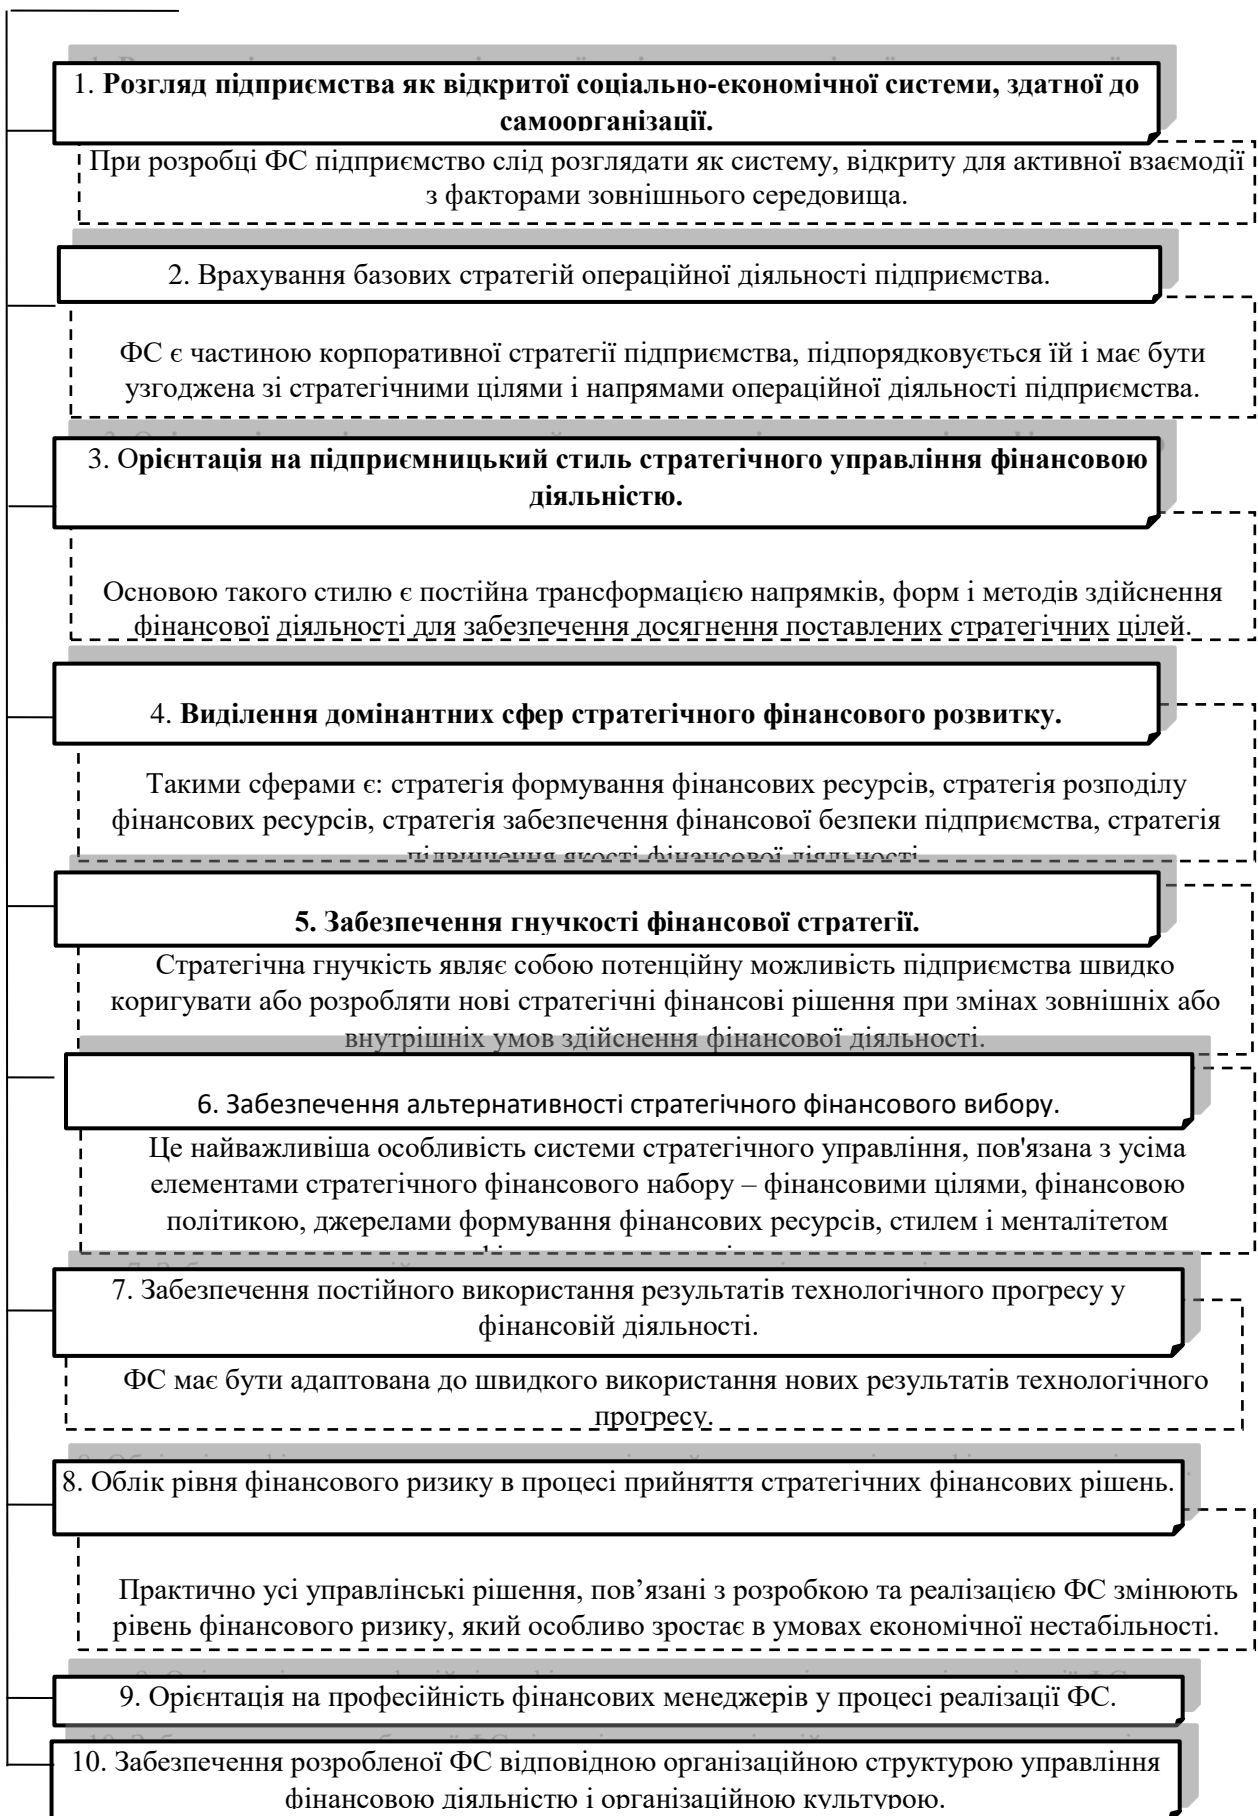 1. Розгляд підприємства як відкритої соціально-економічної системи, здатної до
самоорганізації.
При розробці ФС підприємство слід розглядати як систему, відкриту для активної взаємодії
з факторами зовнішнього середовища.
2. Врахування базових стратегій операційної діяльності підприємства.
ФС є частиною корпоративної стратегії підприємства, підпорядковується їй і має бути
узгоджена зі стратегічними цілями і напрямами операційної діяльності підприємства.
3. Орієнтація на підприємницький стиль стратегічного управління фінансовою
діяльністю.
Основою такого стилю є постійна трансформацією напрямків, форм і методів здійснення
фінансової діяльності для забезпечення досягнення поставлених стратегічних цілей.
4. Виділення домінантних сфер стратегічного фінансового розвитку.
Такими сферами є: стратегія формування фінансових ресурсів, стратегія розподілу
фінансових ресурсів, стратегія забезпечення фінансової безпеки підприємства, стратегія
підвищення якості фінансової діяльності
5. Забезпечення гнучкості фінансової стратегії.
Стратегічна гнучкість являє собою потенційну можливість підприємства швидко
коригувати або розробляти нові стратегічні фінансові рішення при змінах зовнішніх або
внутрішніх умов здійснення фінансової діяльності.
6. Забезпечення альтернативності стратегічного фінансового вибору.
Це найважливіша особливість системи стратегічного управління, пов'язана з усіма
елементами стратегічного фінансового набору – фінансовими цілями, фінансовою
політикою, джерелами формування фінансових ресурсів, стилем і менталітетом
7. Забезпечення постійного використання результатів технологічного прогресу у
фінансовій діяльності.
ФС має бути адаптована до швидкого використання нових результатів технологічного
прогресу.
8. Облік рівня фінансового ризику в процесі прийняття стратегічних фінансових рішень.
Практично усі управлінські рішення, пов’язані з розробкою та реалізацією ФС змінюють
рівень фінансового ризику, який особливо зростає в умовах економічної нестабільності.
9. Орієнтація на професійність фінансових менеджерів у процесі реалізації ФС.
10. Забезпечення розробленої ФС відповідною організаційною структурою управління
фінансовою діяльністю і організаційною культурою.